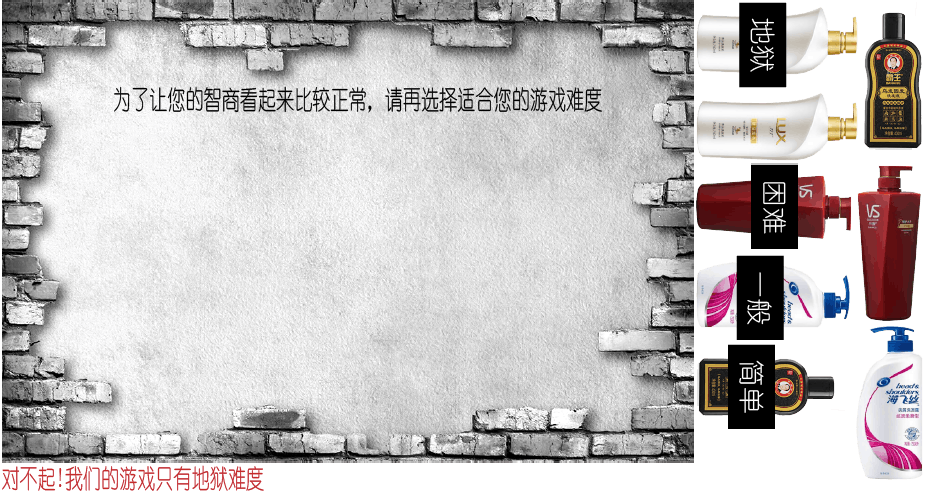 为了让您的智商看起来比较正常，请再选择适合您的游戏难度
地狱
LUX
困难
VS
VS
一般
head&
shoulders
简单
霸王
head&
shoulders
海飞丝
对不起!我们的游戏只有地狱难度